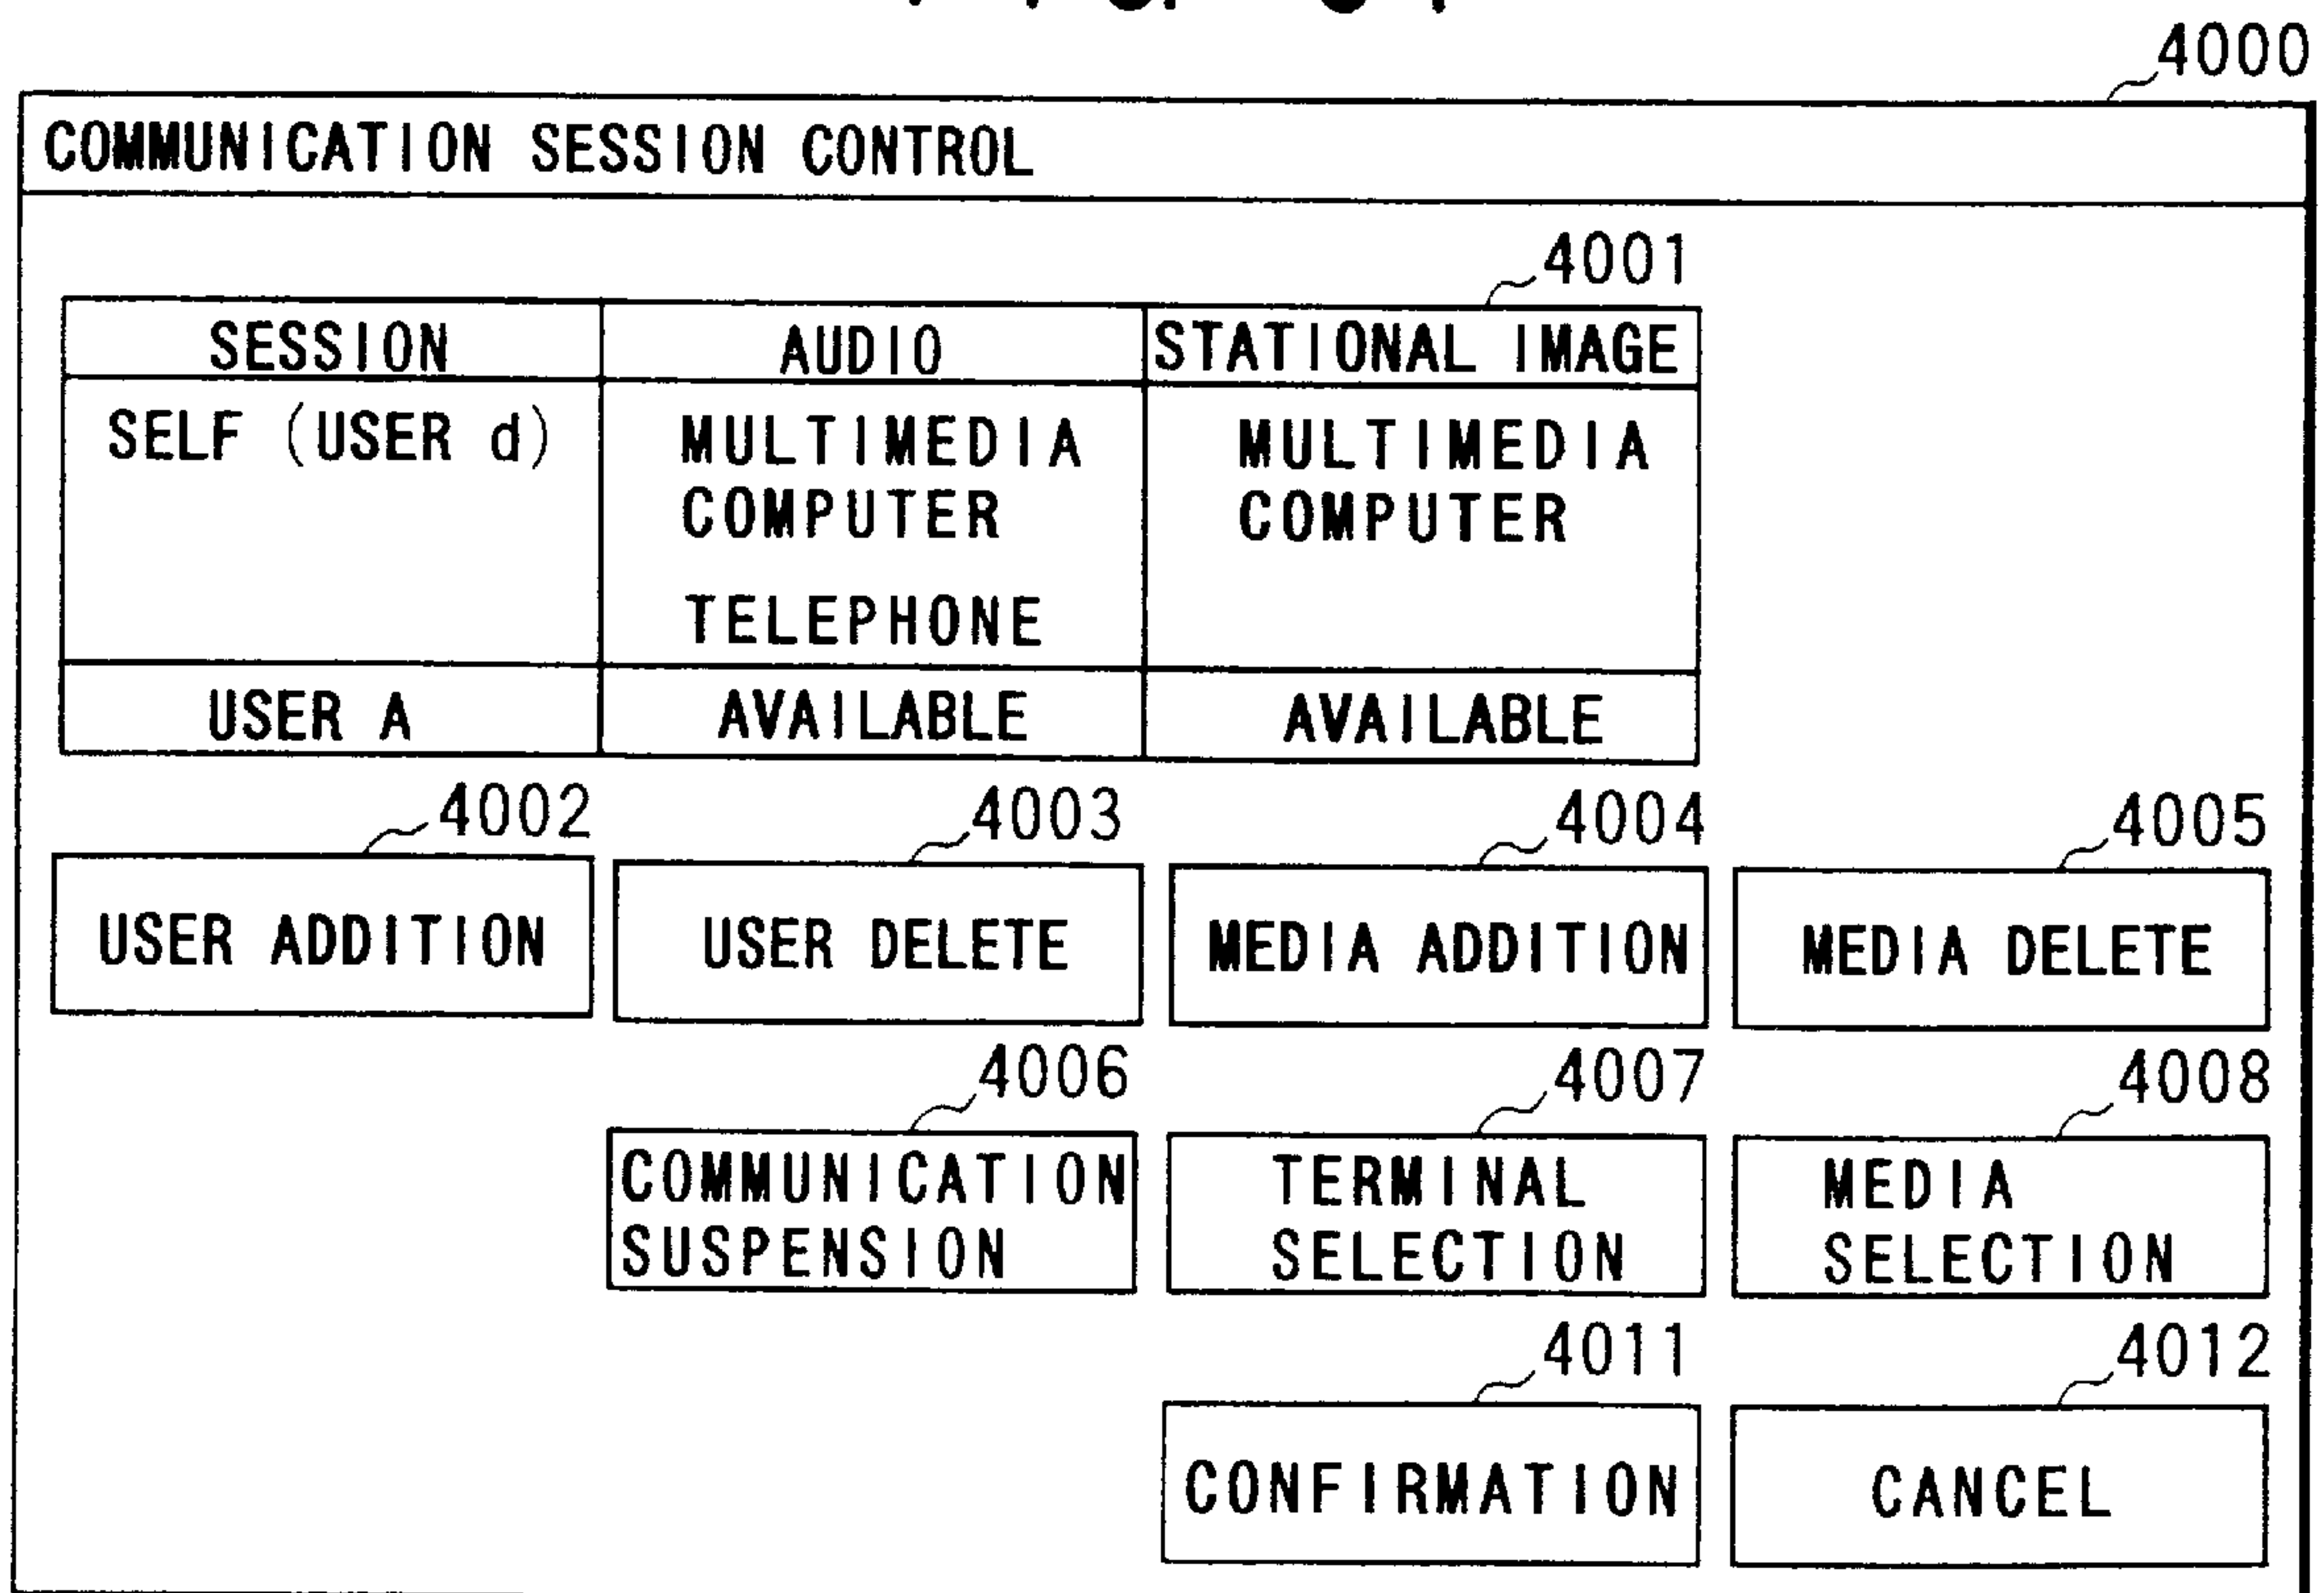 4000
COMMUNICATION SESSION CONTROL
4001
SESSION AUDIO STATIONAL IMAGE
SELF (USER d) MULTIMEDIA MULTIMEDIA
COMPUTER COMPUTER
TELEPHONE
USER A AVAILABLE AVAILABLE
4002 4003 4004 4005
USER ADDITION USER DELETE MEDIA ADDITION MEDIA DELETE
4006 4007 4008
COMMUNICATION TERMINAL MEDIA
SUSPENSION SELECTION SELECTION
4011 4012
CONFIRMATION CANCEL